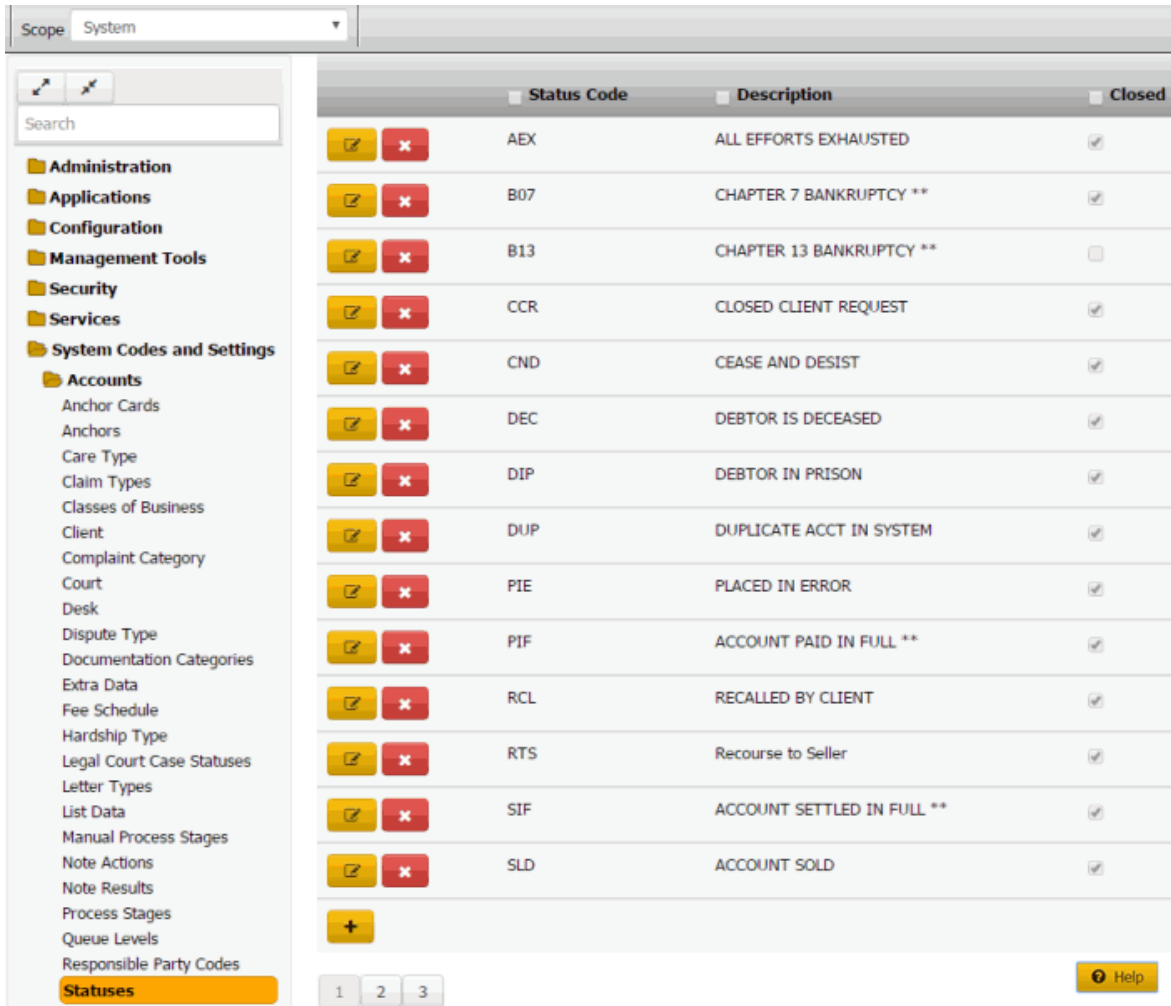 Scope System
Search
Administration
Applications
Configuration
Management Tools
Security
Services
System Codes and Settings
Accounts
Anchor Cards
Anchors
Care Type
Claim Types
Classes of Business
Client
Complaint Category
Court
Desk
Dispute Type
Documentation Categories
Extra Data
Fee Schedule
Hardship Type
Legal Court Case Statuses
Letter Types
List Data
Manual Process Stages
Note Actions
Note Results
Process Stages
Queue Levels
Responsible Party Codes
Statuses
Status Code Description Closed
AEX ALL EFFORTS EXHAUSTED
B07 CHAPTER 7 BANKRUPTCY **
B13 CHAPTER 13 BANKRUPTCY **
CCR CLOSED CLIENT REQUEST
CND CEASE AND DESIST
DEC DEBTOR IS DECEASED
DIP DEBTOR IN PRISON
DUP DUPLICATE ACCT IN SYSTEM
PIE PLACED IN ERROR
PIF ACCOUNT PAID IN FULL **
RCL RECALLED BY CLIENT
RTS Recourse to Seller
SIF ACCOUNT SETTLED IN FULL **
SLD ACCOUNT SOLD
1 2 3
Help